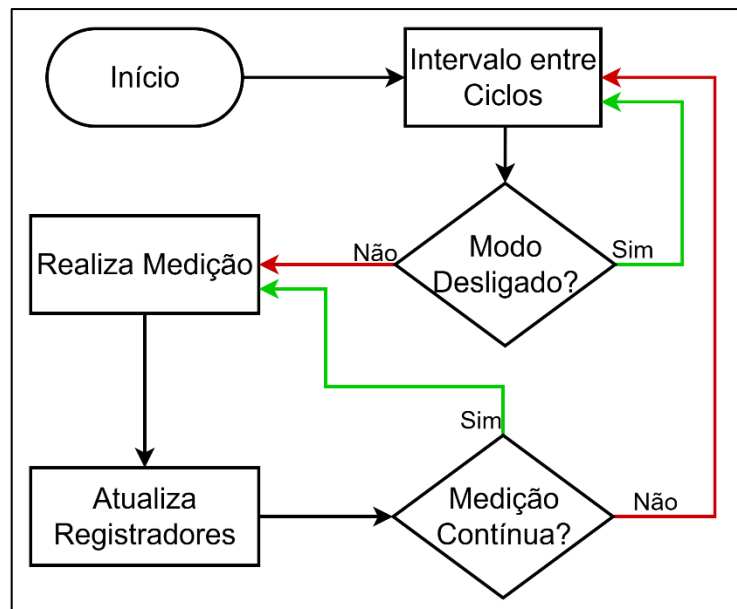 Início
Intervalo entre
Ciclos
Modo
Desligado?
Sim
Não
Realiza Medição
Atualiza
Registradores
Medição
Contínua?
Sim
Não